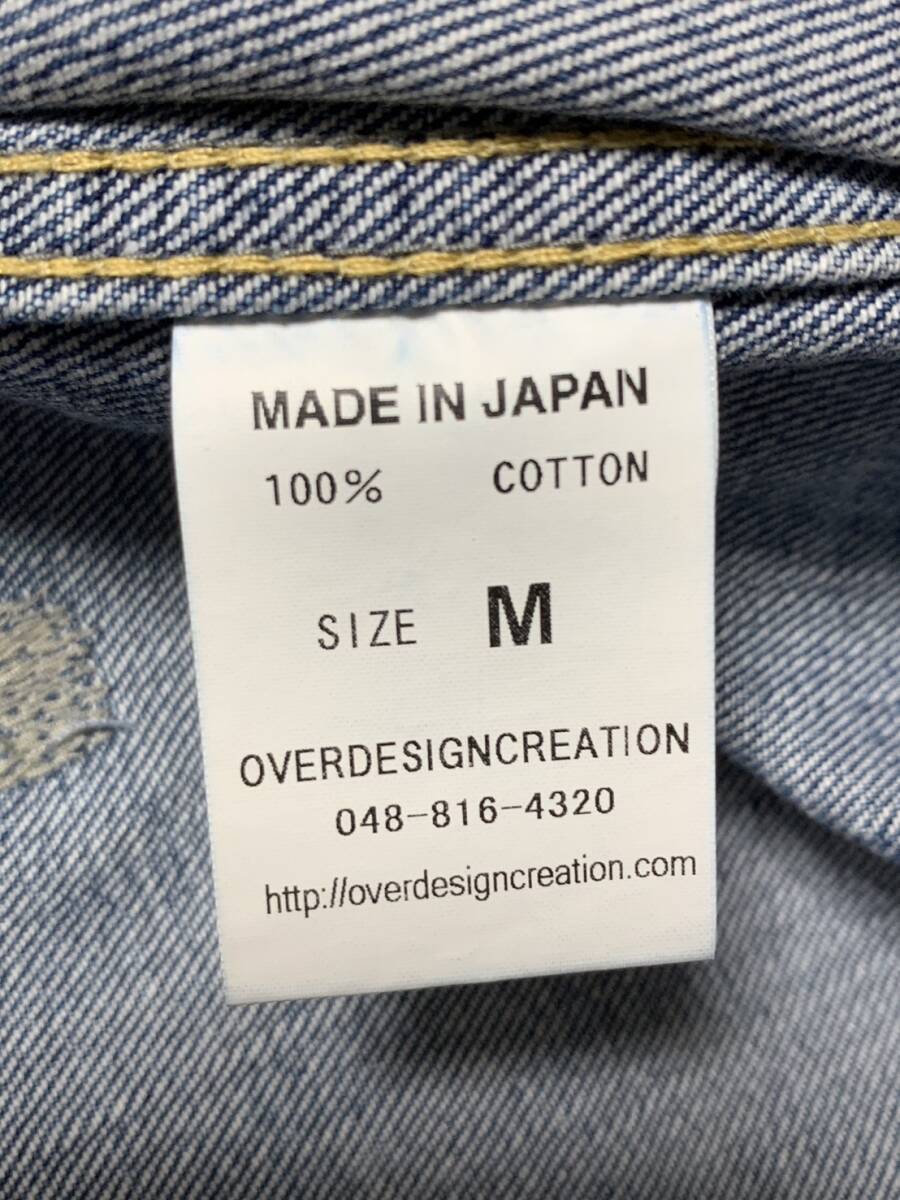 MADE IN JAPAN
100% COTTON
SIZE M
OVERDESIGNCREATION
048-816-4320
http://overdesigncreation.com